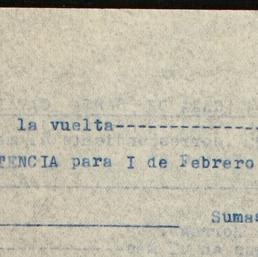 la vuelta--------------
TENCIA para I de Febrero
Sumas